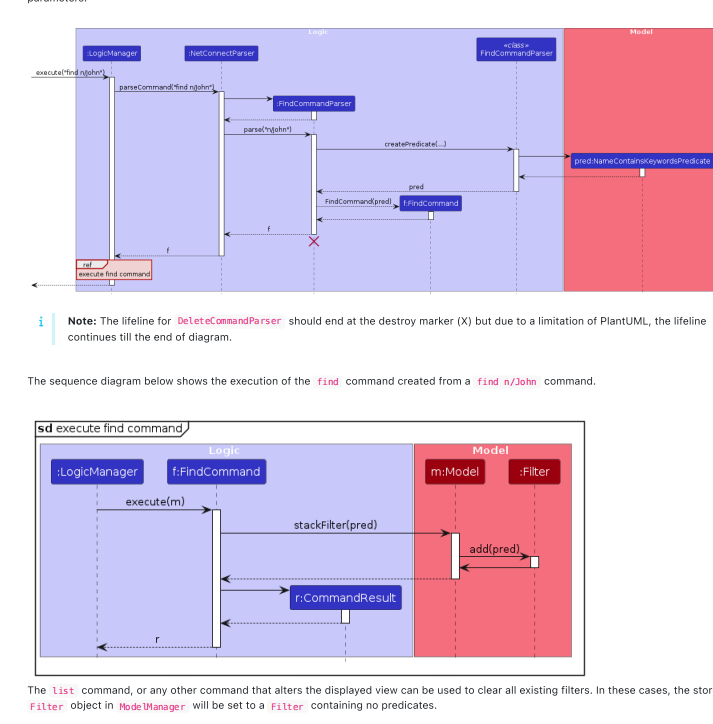 parameters.
Logic
Model
:LogicManager
:NetConnectParser
«class»
FindCommandParser
execute("find n/John")
parseCommand("find n/John")
:FindCommandParser
parse("n/John")
createPredicate(...)
pred:NameContainsKeywordsPredicate
pred
FindCommand(pred)
f:FindCommand
f
f
ref
execute find command
i
Note: The lifeline for DeleteCommandParser should end at the destroy marker (X) but due to a limitation of PlantUML, the lifeline
continues till the end of diagram.
The sequence diagram below shows the execution of the find command created from a find n/John command.
sd execute find command
Logic
Model
:LogicManager
f:FindCommand
m:Model
:Filter
execute(m)
stackFilter(pred)
add(pred)
r:CommandResult
r
The list command, or any other command that alters the displayed view can be used to clear all existing filters. In these cases, the stor
Filter object in ModelManager will be set to a Filter containing no predicates.